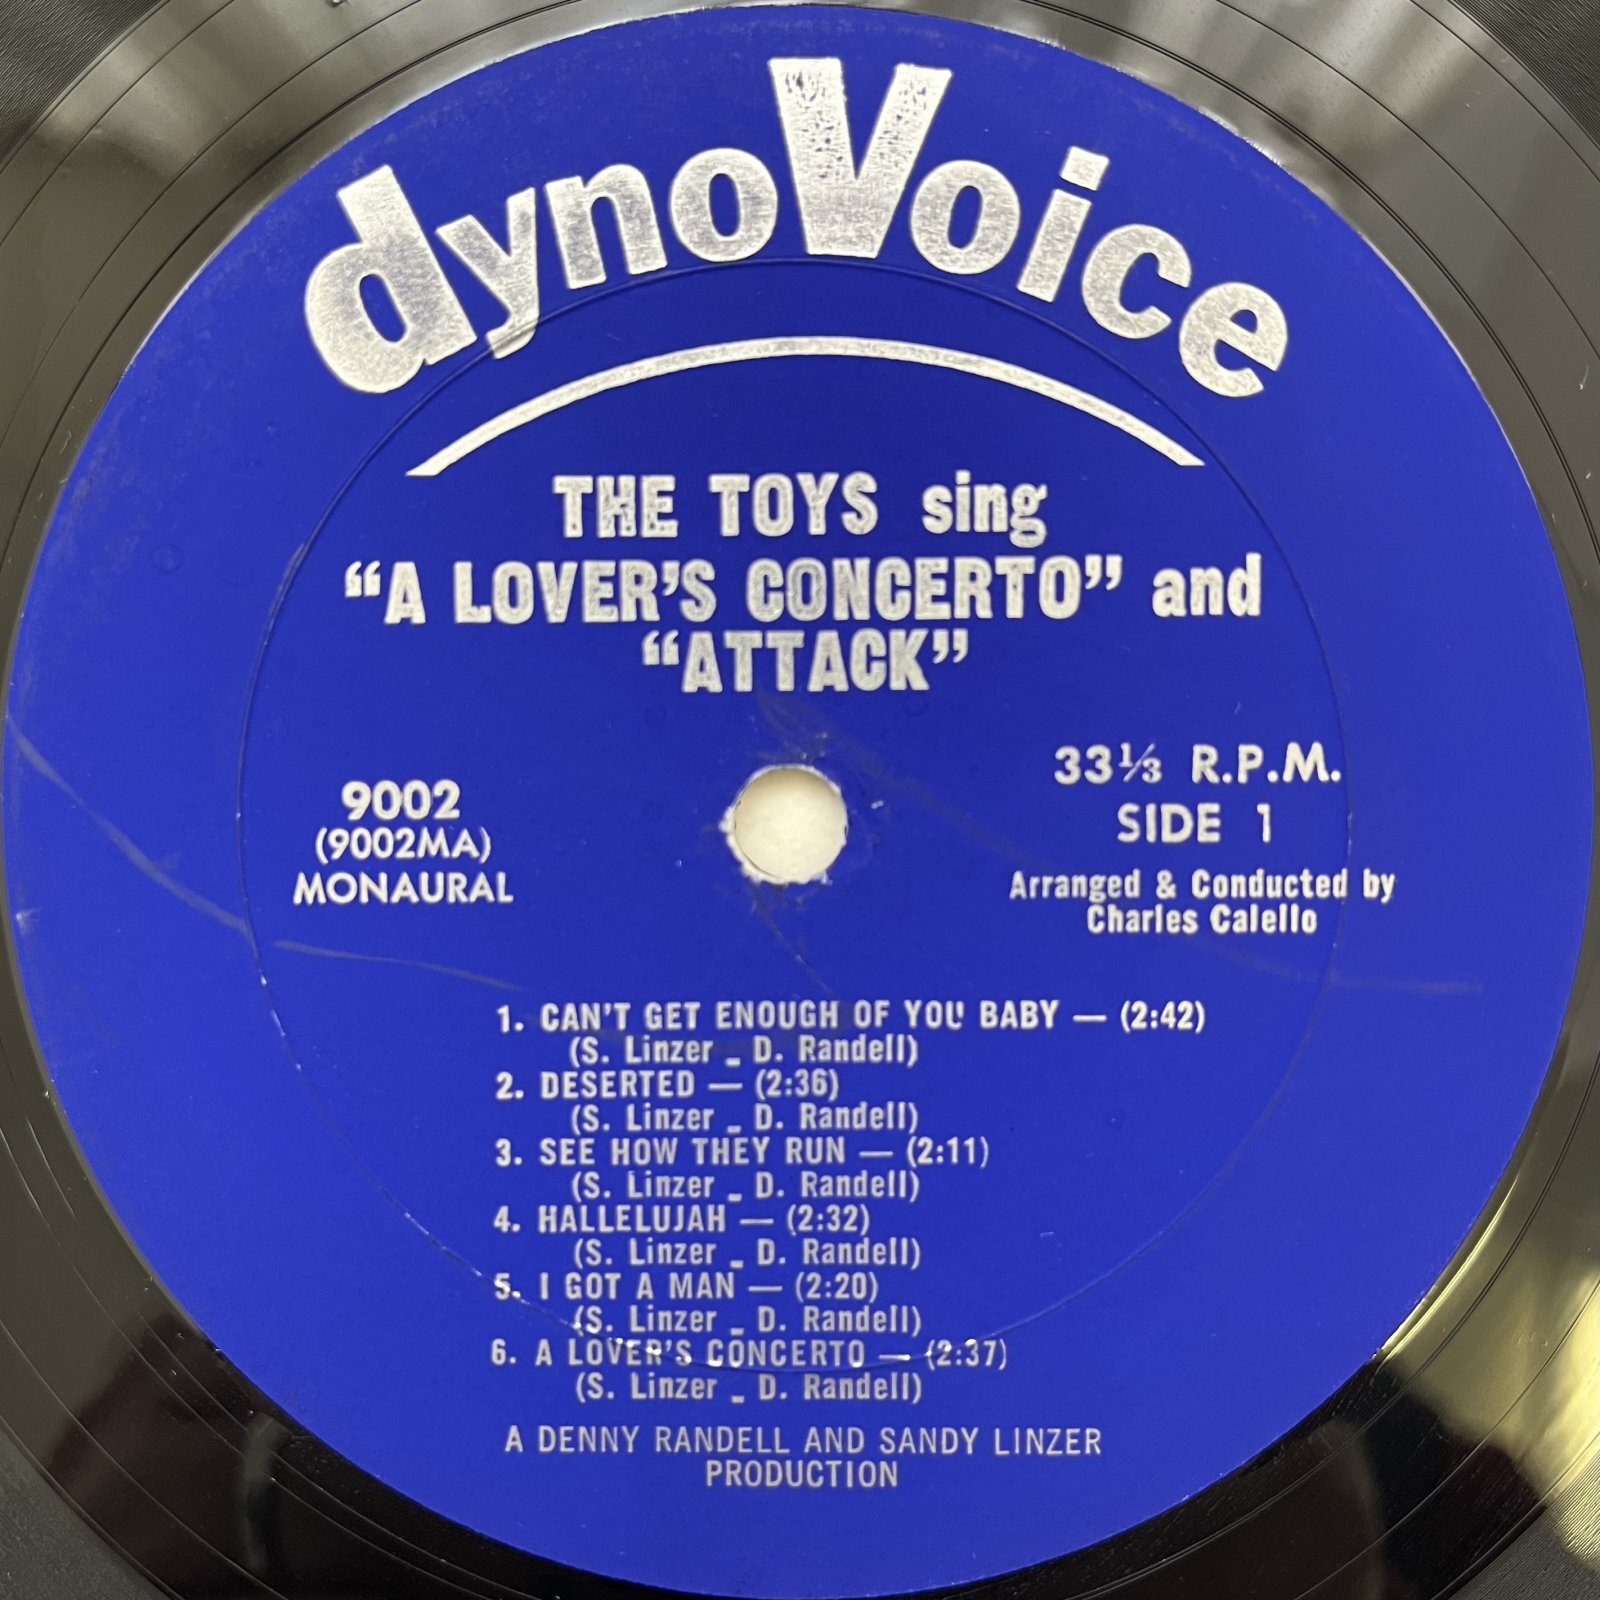 dynoVoice
THE TOYS sing
“A LOVER’S CONCERTO” and
“ATTACK”
33⅓ R.P.M.
SIDE 1
9002
(9002MA)
MONAURAL
Arranged & Conducted by
Charles Calello
1. CAN'T GET ENOUGH OF YOU BABY — (2:42)
(S. Linzer - D. Randell)
2. DESERTED — (2:36)
(S. Linzer - D. Randell)
3. SEE HOW THEY RUN — (2:11)
(S. Linzer - D. Randell)
4. HALLELUJAH — (2:32)
(S. Linzer - D. Randell)
5. I GOT A MAN — (2:20)
(S. Linzer - D. Randell)
6. A LOVER'S CONCERTO — (2:37)
(S. Linzer - D. Randell)
A DENNY RANDELL AND SANDY LINZER
PRODUCTION